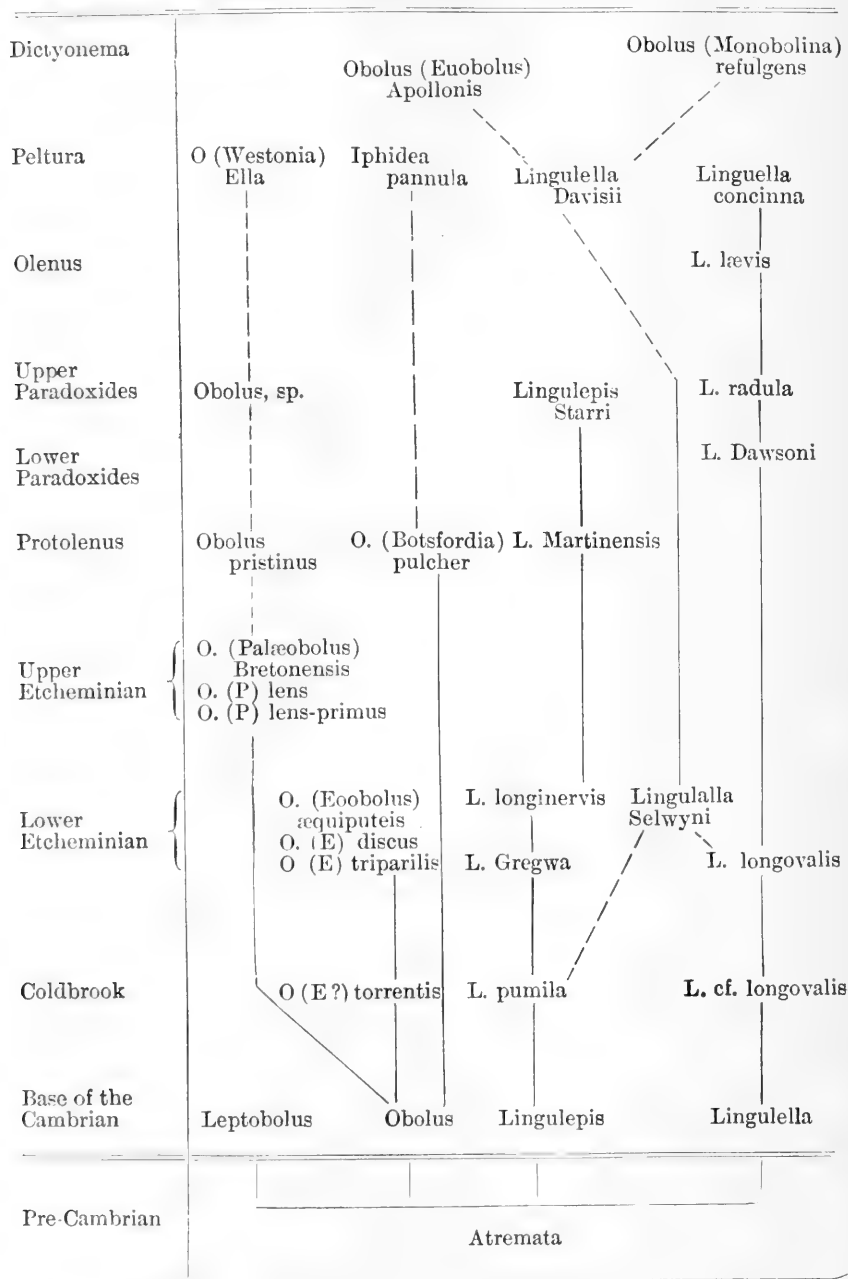 Dictyonema
Obolus (Euobolus)
Apollonis
Obolus (Monobolina)
refulgens
Peltura
O (Westonia)
Ella
Iphidea
pannula
Lingulella
Davisii
Linguella
concinna
Olenus
L. lævis
Upper
Paradoxides
Obolus, sp.
Lingulepis
Starri
L. radula
Lower
Paradoxides
L. Dawsoni
Protolenus
Obolus
pristinus
O. (Botsfordia)
pulcher
L. Martinensis
Upper
Etcheminian
O. (Palæobolus)
Bretonensis
O. (P) lens
O. (P) lens-primus
Lower
Etcheminian
O. (Eoobolus)
æquiputeis
O. (E) discus
O (E) triparilis
L. longinervis
L. Gregwa
Lingulalla
Selwyni
L. longovalis
Coldbrook
O (E ?) torrentis
L. pumila
L. cf. longovalis
Base of the
Cambrian
Leptobolus
Obolus
Lingulepis
Lingulella
Pre-Cambrian
Atremata